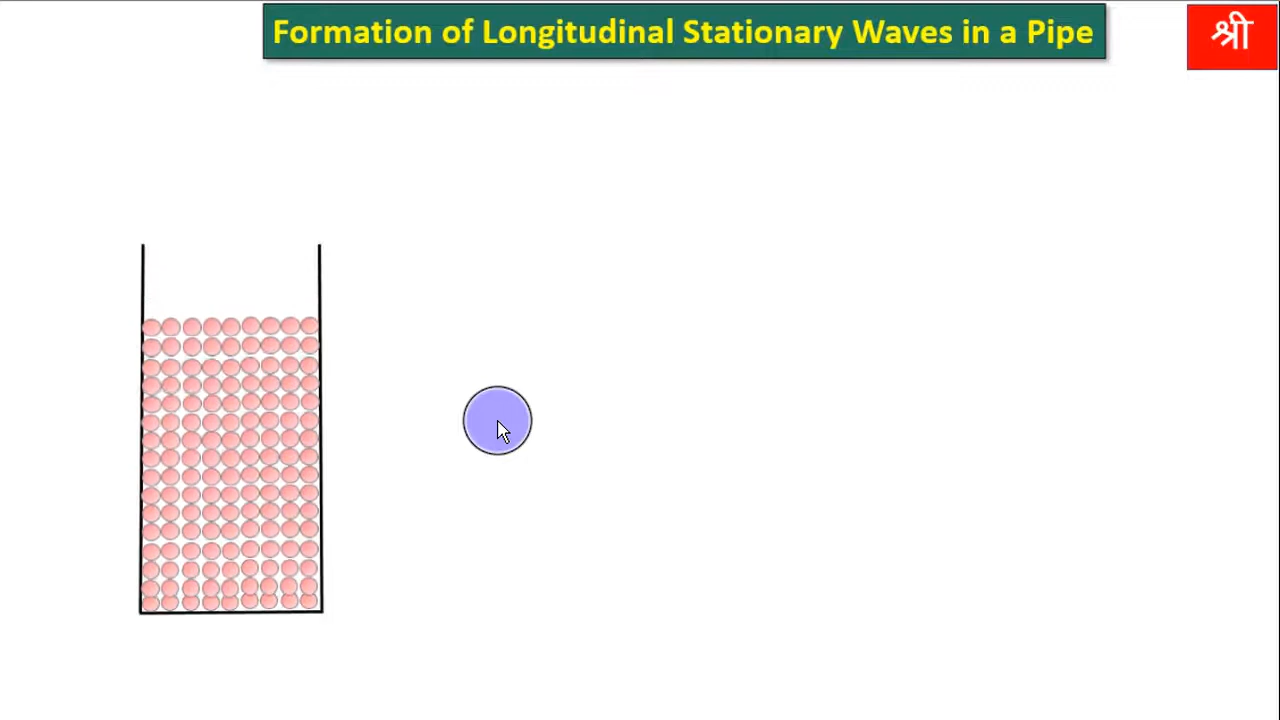 Formation of Longitudinal Stationary Waves in a Pipe
श्री